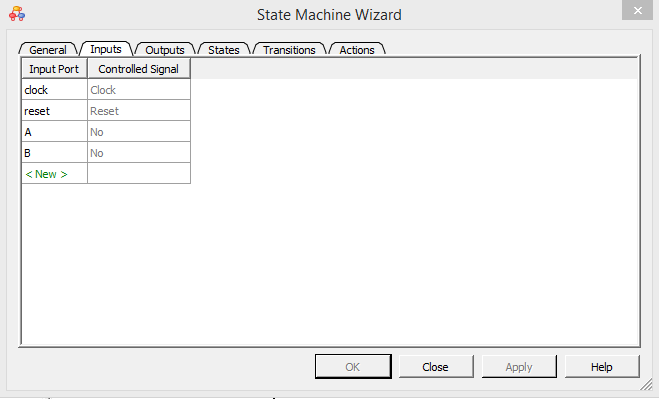 State Machine Wizard
General Inputs Outputs States Transitions Actions
Input Port Controlled Signal
clock Clock
reset Reset
A No
B No
< New >
OK Close Apply Help